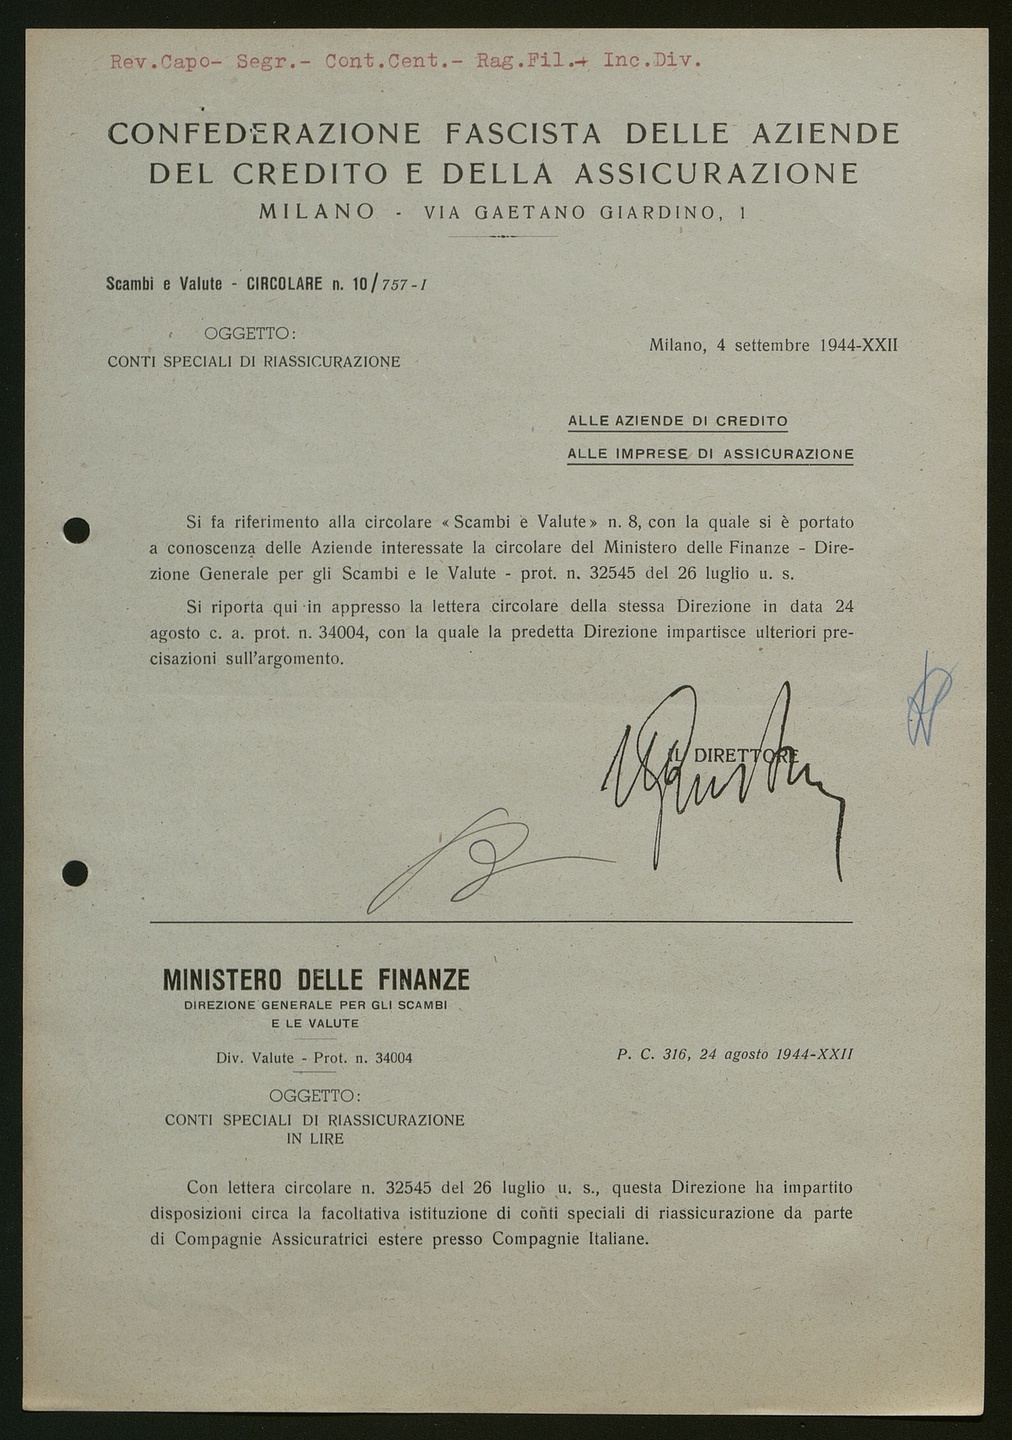 Rev.Capo- Segr.- Cont.Cent.- Rag.Fil.+ Inc.Div.
CONFEDERAZIONE FASCISTA DELLE AZIENDE
DEL CREDITO E DELLA ASSICURAZIONE
MILANO - VIA GAETANO GIARDINO, 1
Scambi e Valute - CIRCOLARE n. 10/757-I
OGGETTO:
CONTI SPECIALI DI RIASSICURAZIONE
Milano, 4 settembre 1944-XXII
ALLE AZIENDE DI CREDITO
ALLE IMPRESE DI ASSICURAZIONE
Si fa riferimento alla circolare « Scambi e Valute » n. 8, con la quale si è portato
a conoscenza delle Aziende interessate la circolare del Ministero delle Finanze - Dire-
zione Generale per gli Scambi e le Valute - prot. n. 32545 del 26 luglio u. s.
Si riporta qui in appresso la lettera circolare della stessa Direzione in data 24
agosto c. a. prot. n. 34004, con la quale la predetta Direzione impartisce ulteriori pre-
cisazioni sull'argomento.
IL DIRETTORE
MINISTERO DELLE FINANZE
DIREZIONE GENERALE PER GLI SCAMBI
E LE VALUTE
Div. Valute - Prot. n. 34004
P. C. 316, 24 agosto 1944-XXII
OGGETTO:
CONTI SPECIALI DI RIASSICURAZIONE
IN LIRE
Con lettera circolare n. 32545 del 26 luglio u. s., questa Direzione ha impartito
disposizioni circa la facoltativa istituzione di conti speciali di riassicurazione da parte
di Compagnie Assicuratrici estere presso Compagnie Italiane.